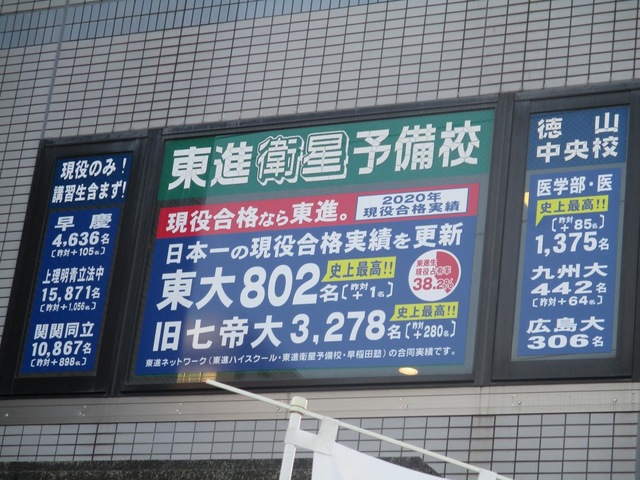 現役のみ!
講習生含まず!
早慶
4,636名
〔昨対+105名〕
上理明青立法中
15,871名
〔昨対+1,056名〕
関関同立
10,867名
〔昨対+898名〕
東進衛星予備校
現役合格なら東進。
2020年
現役合格実績
日本一の現役合格実績を更新
東大802名
史上最高!!
〔昨対+1名〕
東進生
現役占有率
38.2%
旧七帝大3,278名
史上最高!!
〔昨対+280名〕
東進ネットワーク(東進ハイスクール・東進衛星予備校・早稲田塾)の合同実績です。
徳山
中央校
医学部・医
史上最高!!
〔昨対+85名〕
1,375名
九州大
442名
〔昨対+64名〕
広島大
306名